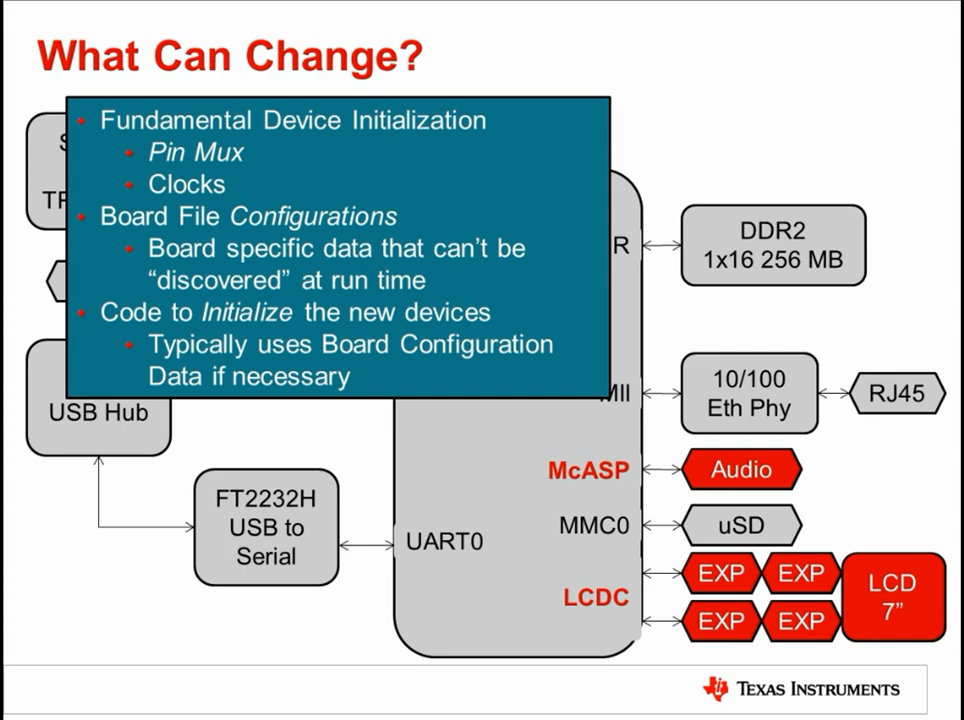 What Can Change?
• Fundamental Device Initialization
• Pin Mux
• Clocks
• Board File Configurations
• Board specific data that can't be
“discovered” at run time
• Code to Initialize the new devices
• Typically uses Board Configuration
Data if necessary
USB Hub
FT2232H
USB to
Serial
UART0
R
MII
McASP
MMC0
LCDC
DDR2
1x16 256 MB
10/100
Eth Phy
RJ45
Audio
uSD
EXP
EXP
EXP
EXP
LCD
7”
TEXAS INSTRUMENTS